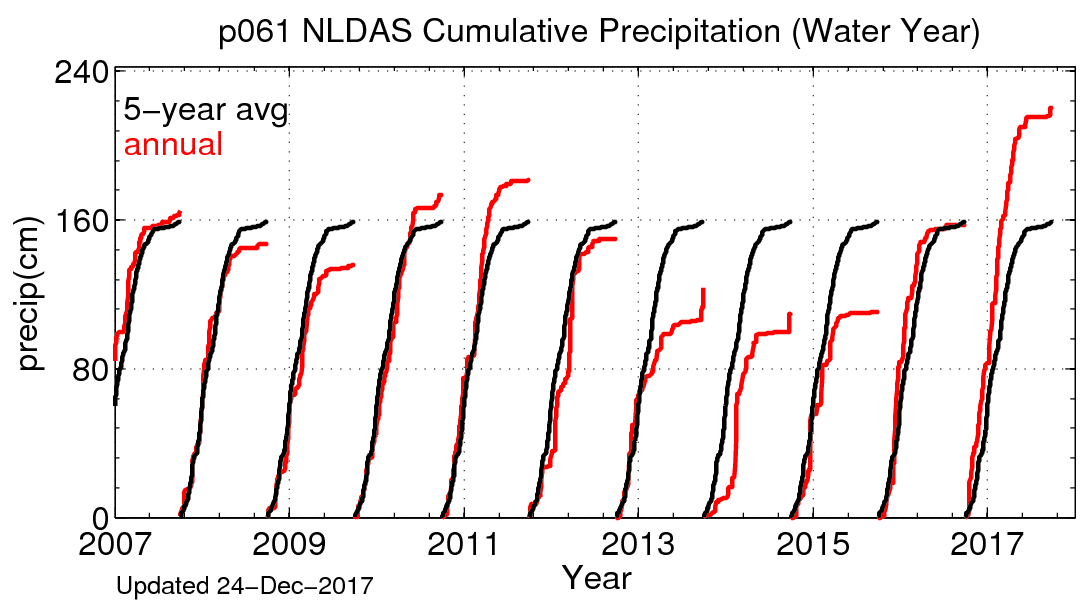 p061 NLDAS Cumulative Precipitation (Water Year)
240
5−year avg
annual
160
precip(cm)
80
0
2007 2009 2011 2013 2015 2017
Year
Updated 24−Dec−2017